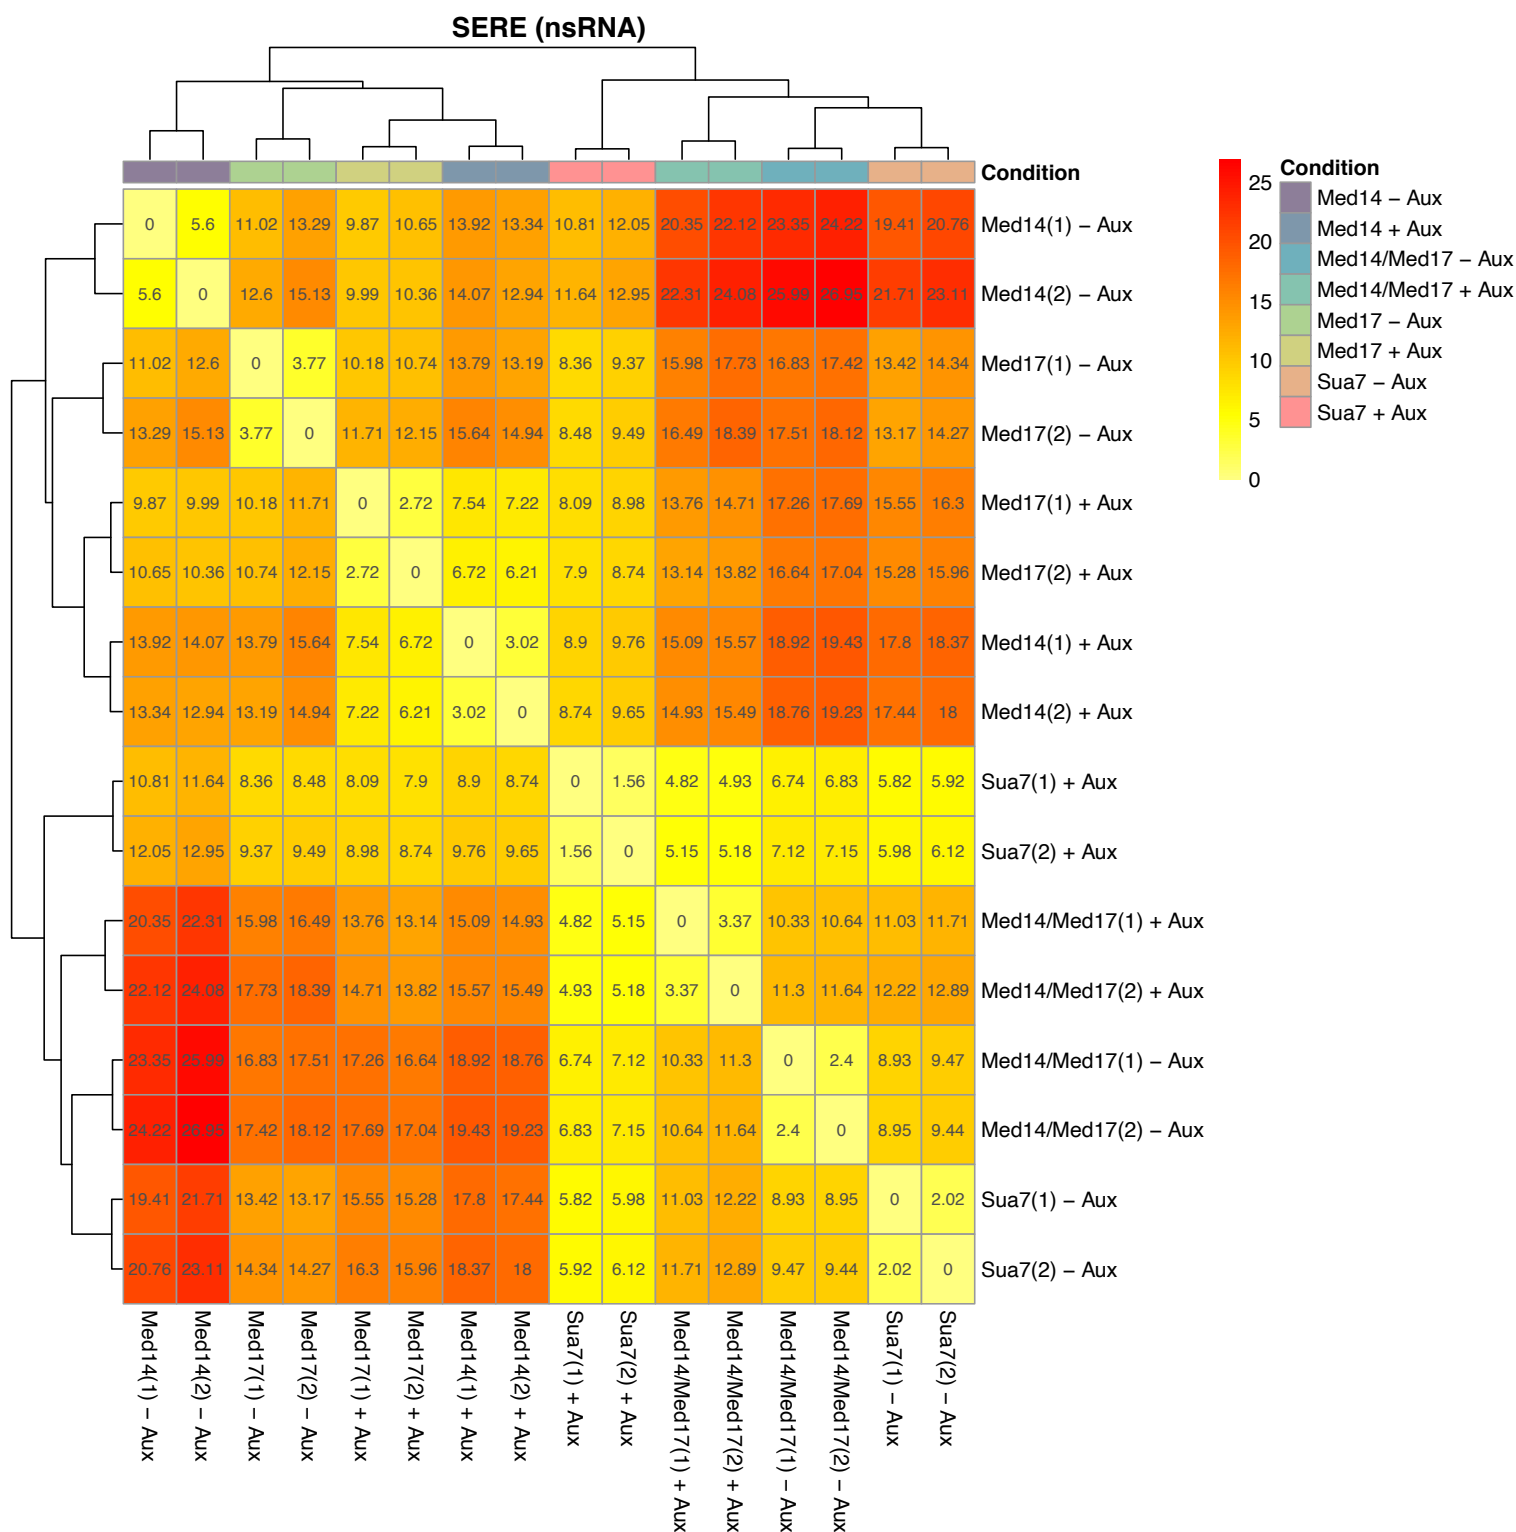 SERE (nsRNA)
Condition
0 5.6 11.02 13.29 9.87 10.65 13.92 13.34 10.81 12.05 20.35 22.12 23.35 24.22 19.41 20.76 Med14(1) − Aux
5.6 0 12.6 15.13 9.99 10.36 14.07 12.94 11.64 12.95 22.31 24.08 25.99 26.95 21.71 23.11 Med14(2) − Aux
11.02 12.6 0 3.77 10.18 10.74 13.79 13.19 8.36 9.37 15.98 17.73 16.83 17.42 13.42 14.34 Med17(1) − Aux
13.29 15.13 3.77 0 11.71 12.15 15.64 14.94 8.48 9.49 16.49 18.39 17.51 18.12 13.17 14.27 Med17(2) − Aux
9.87 9.99 10.18 11.71 0 2.72 7.54 7.22 8.09 8.98 13.76 14.71 17.26 17.69 15.55 16.3 Med17(1) + Aux
10.65 10.36 10.74 12.15 2.72 0 6.72 6.21 7.9 8.74 13.14 13.82 16.64 17.04 15.28 15.96 Med17(2) + Aux
13.92 14.07 13.79 15.64 7.54 6.72 0 3.02 8.9 9.76 15.09 15.57 18.92 19.43 17.8 18.37 Med14(1) + Aux
13.34 12.94 13.19 14.94 7.22 6.21 3.02 0 8.74 9.65 14.93 15.49 18.76 19.23 17.44 18 Med14(2) + Aux
10.81 11.64 8.36 8.48 8.09 7.9 8.9 8.74 0 1.56 4.82 4.93 6.74 6.83 5.82 5.92 Sua7(1) + Aux
12.05 12.95 9.37 9.49 8.98 8.74 9.76 9.65 1.56 0 5.15 5.18 7.12 7.15 5.98 6.12 Sua7(2) + Aux
20.35 22.31 15.98 16.49 13.76 13.14 15.09 14.93 4.82 5.15 0 3.37 10.33 10.64 11.03 11.71 Med14/Med17(1) + Aux
22.12 24.08 17.73 18.39 14.71 13.82 15.57 15.49 4.93 5.18 3.37 0 11.3 11.64 12.22 12.89 Med14/Med17(2) + Aux
23.35 25.99 16.83 17.51 17.26 16.64 18.92 18.76 6.74 7.12 10.33 11.3 0 2.4 8.93 9.47 Med14/Med17(1) − Aux
24.22 26.95 17.42 18.12 17.69 17.04 19.43 19.23 6.83 7.15 10.64 11.64 2.4 0 8.95 9.44 Med14/Med17(2) − Aux
19.41 21.71 13.42 13.17 15.55 15.28 17.8 17.44 5.82 5.98 11.03 12.22 8.93 8.95 0 2.02 Sua7(1) − Aux
20.76 23.11 14.34 14.27 16.3 15.96 18.37 18 5.92 6.12 11.71 12.89 9.47 9.44 2.02 0 Sua7(2) − Aux
Med14(1) − Aux
Med14(2) − Aux
Med17(1) − Aux
Med17(2) − Aux
Med17(1) + Aux
Med17(2) + Aux
Med14(1) + Aux
Med14(2) + Aux
Sua7(1) + Aux
Sua7(2) + Aux
Med14/Med17(1) + Aux
Med14/Med17(2) + Aux
Med14/Med17(1) − Aux
Med14/Med17(2) − Aux
Sua7(1) − Aux
Sua7(2) − Aux
25
20
15
10
5
0
Condition
Med14 − Aux
Med14 + Aux
Med14/Med17 − Aux
Med14/Med17 + Aux
Med17 − Aux
Med17 + Aux
Sua7 − Aux
Sua7 + Aux